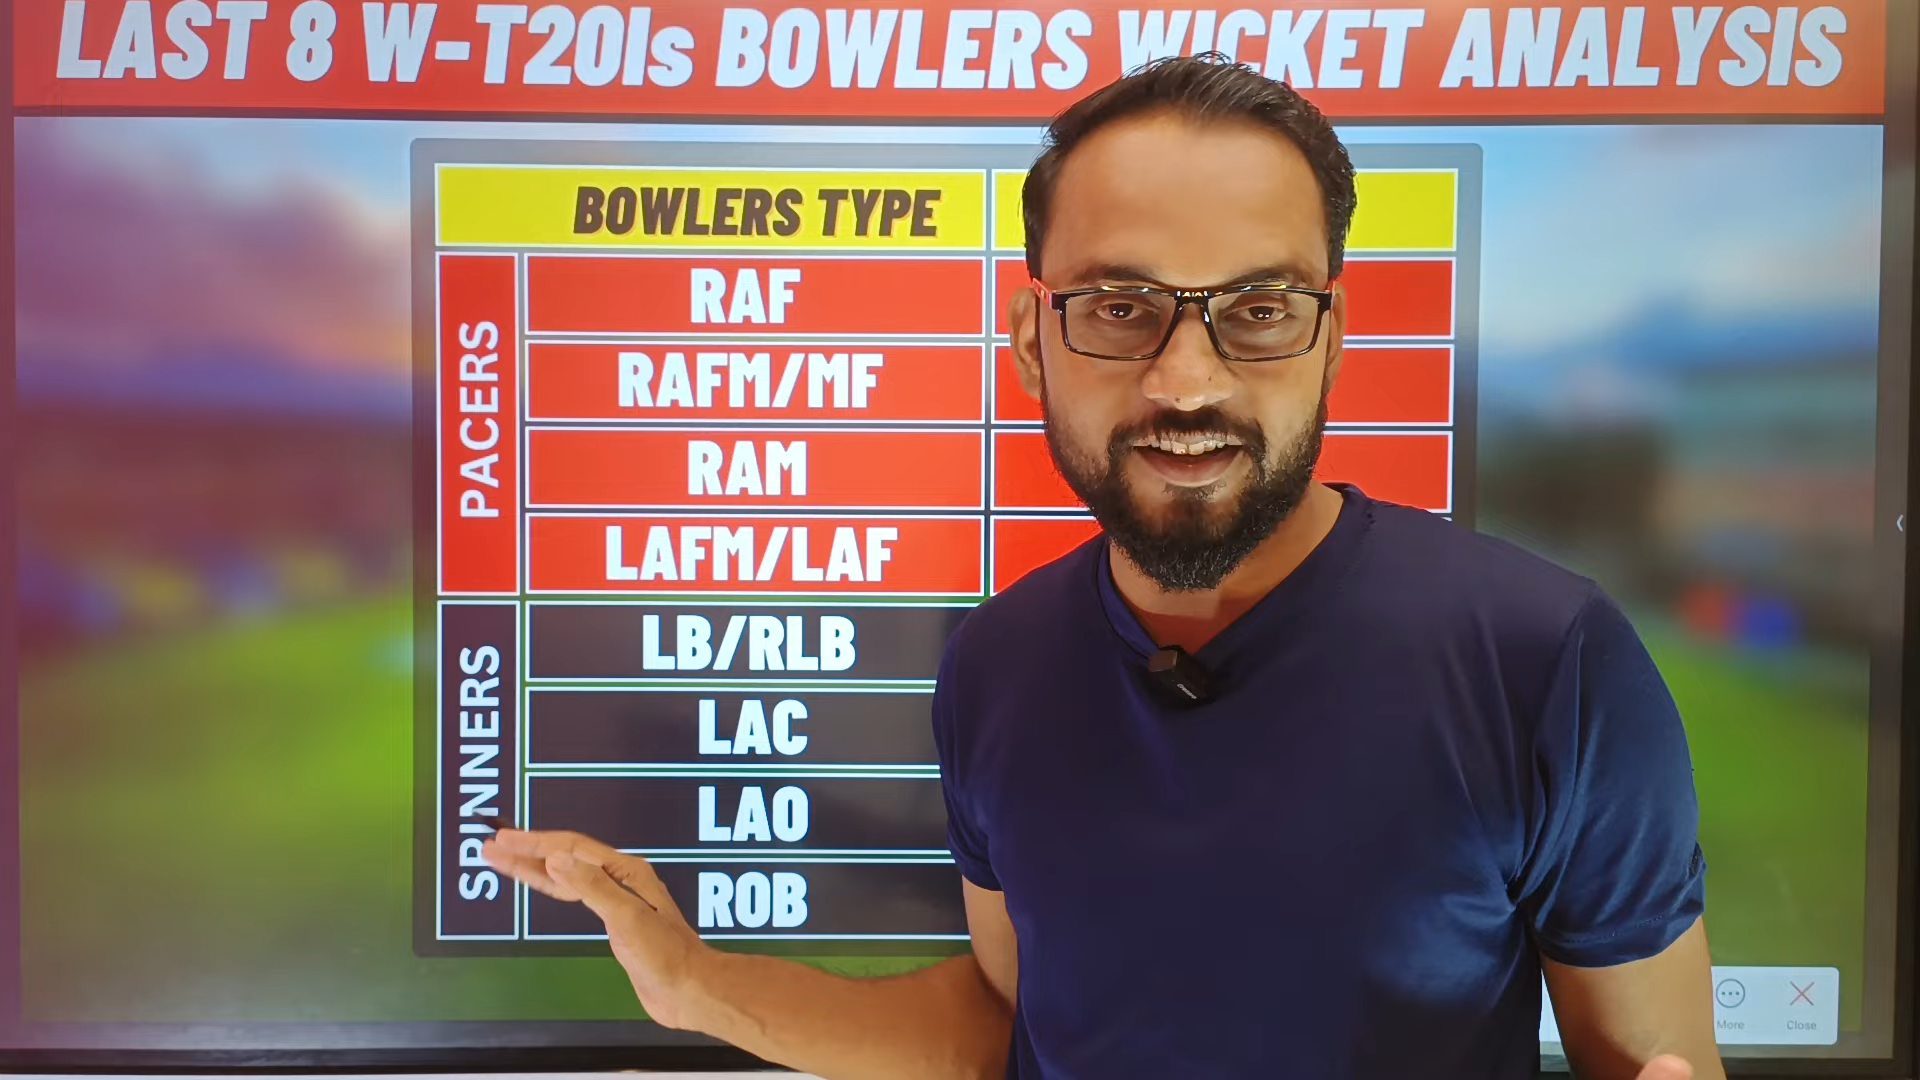 LAST 8 W-T20Is BOWLERS WICKET ANALYSIS
BOWLERS TYPE
PACERS
RAF
RAFM/MF
RAM
LAFM/LAF
SPINNERS
LB/RLB
LAC
LAO
ROB
More
Close